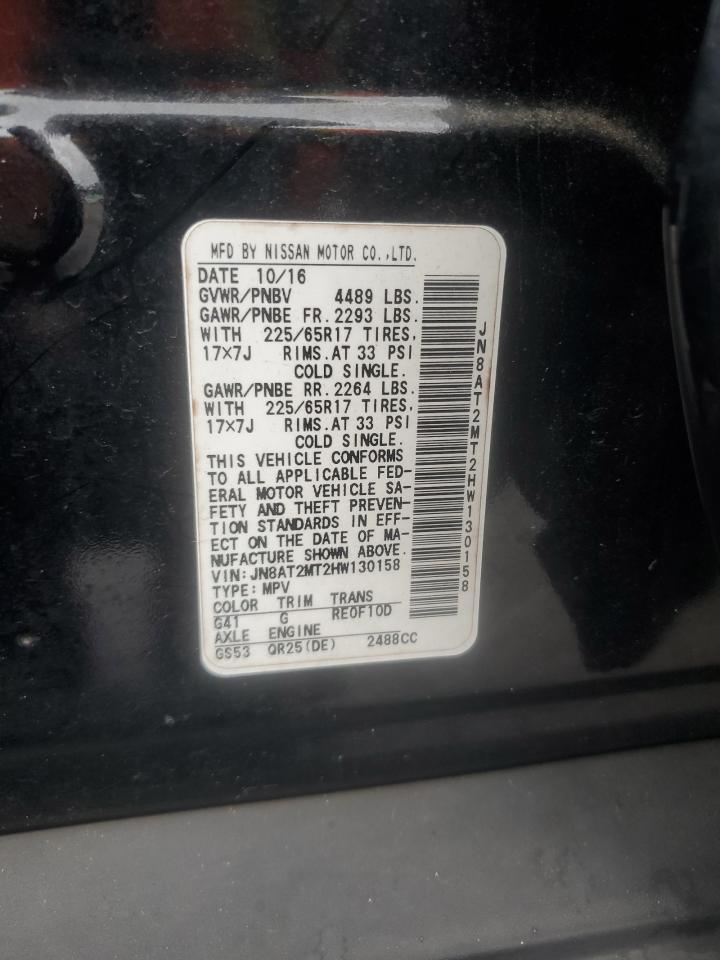 MFD BY NISSAN MOTOR CO.,LTD.
DATE 10/16
GVWR/PNBV 4489 LBS.
GAWR/PNBE FR. 2293 LBS.
WITH 225/65R17 TIRES,
17×7J RIMS. AT 33 PSI
COLD SINGLE.
GAWR/PNBE RR. 2264 LBS.
WITH 225/65R17 TIRES,
17×7J RIMS. AT 33 PSI
COLD SINGLE.
THIS VEHICLE CONFORMS
TO ALL APPLICABLE FED-
ERAL MOTOR VEHICLE SA-
FETY AND THEFT PREVEN-
TION STANDARDS IN EFF-
ECT ON THE DATE OF MA-
NUFACTURE SHOWN ABOVE.
VIN: JN8AT2MT2HW130158
TYPE: MPV
COLOR TRIM TRANS
G41 G RE0F10D
AXLE ENGINE
GS53 QR25(DE) 2488CC
JN8AT2MT2HW130158